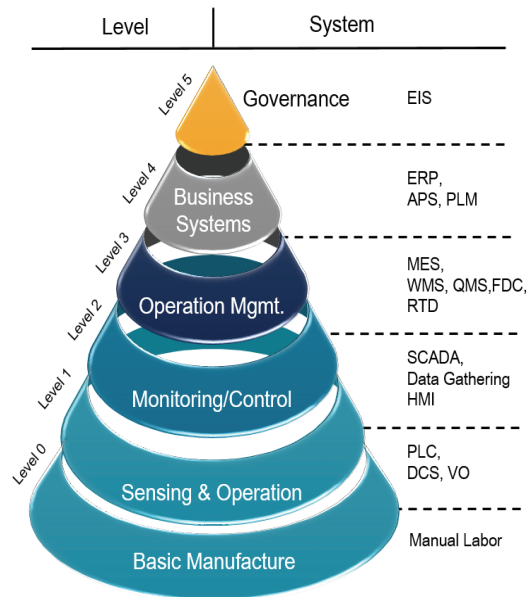 Level System
Level 5
Governance
EIS
Level 4
Business
Systems
ERP,
APS, PLM
Level 3
Operation Mgmt.
MES,
WMS, QMS,FDC,
RTD
Level 2
Monitoring/Control
SCADA,
Data Gathering
HMI
Level 1
Sensing & Operation
PLC,
DCS, VO
Level 0
Basic Manufacture
Manual Labor